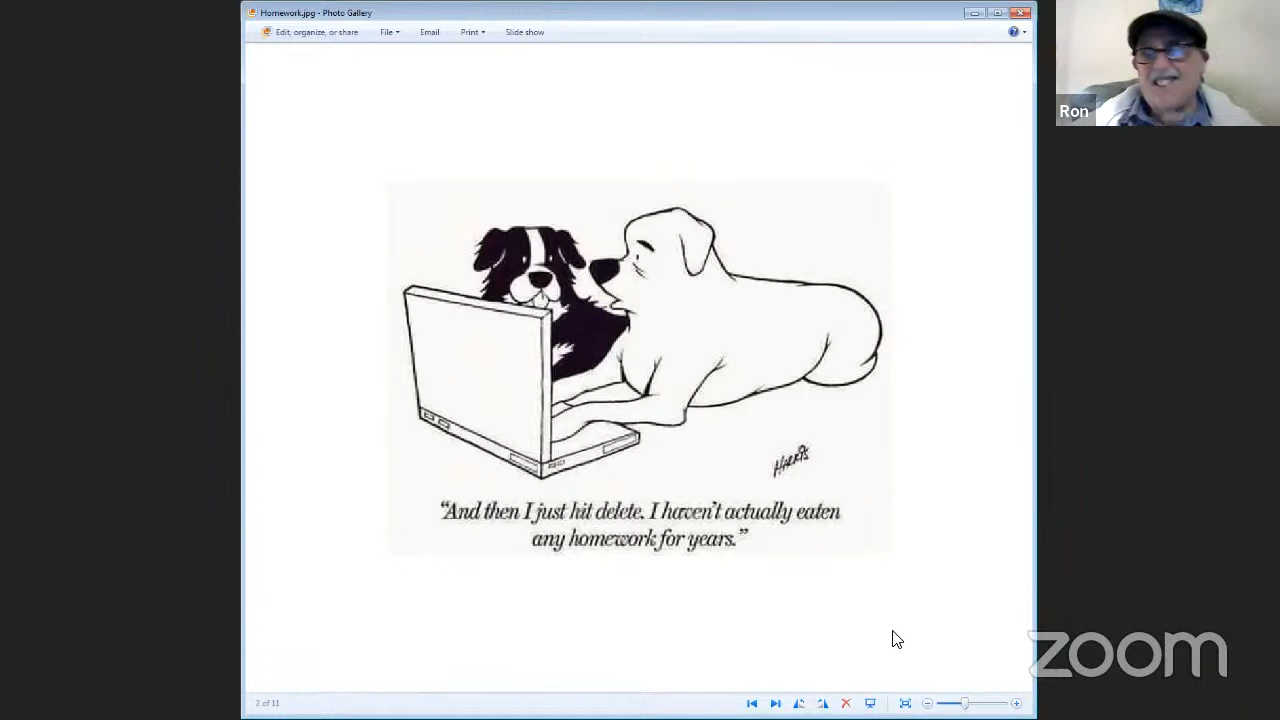 Homework.jpg - Photo Gallery
Edit, organize, or share File Email Print Slide show
Ron
HARRIS
“And then I just hit delete. I haven’t actually eaten
any homework for years.”
zoom
2 of 11